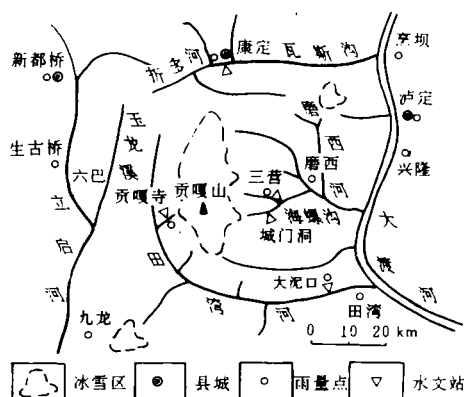 康定
折多河
瓦斯沟
烹坝
新都桥
磨西河
泸定
玉龙溪
生古桥
六巴
三营
磨西
兴隆
贡嘎寺
贡嘎山
海螺沟
城门洞
立启河
田湾河
大渡河
大泥口
九龙
田湾
0 10 20 km
冰雪区
县城
雨量点
水文站